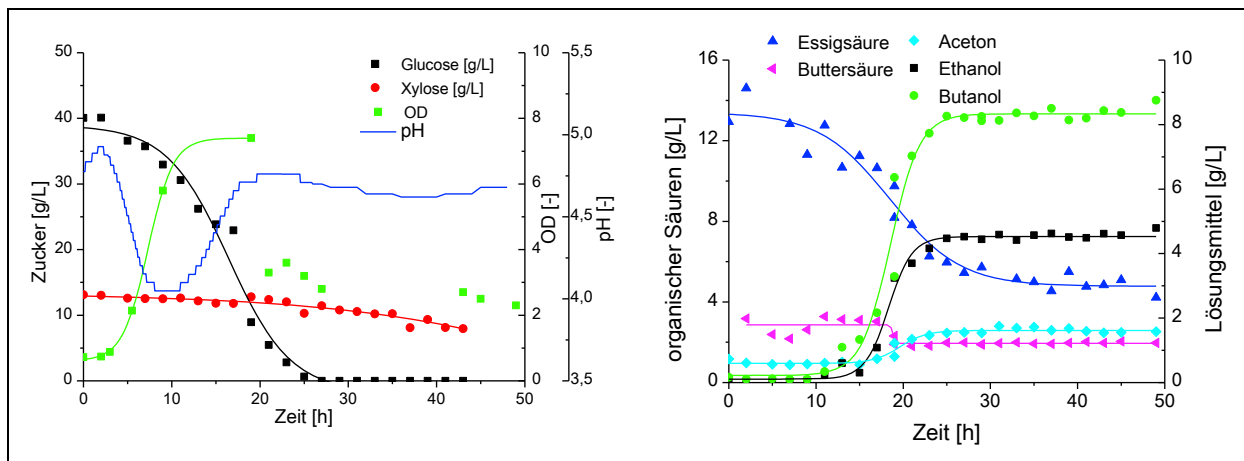 Glucose [g/L]
Xylose [g/L]
OD
pH
50
40
30
20
10
0
Zucker [g/L]
0 10 20 30 40 50
Zeit [h]
10
8
6
4
2
0
OD [-]
5,5
5,0
4,5
4,0
3,5
pH [-]
Essigsäure
Buttersäure
Aceton
Ethanol
Butanol
16
12
8
4
0
organischer Säuren [g/L]
0 10 20 30 40 50
Zeit [h]
10
8
6
4
2
0
Lösungsmittel [g/L]